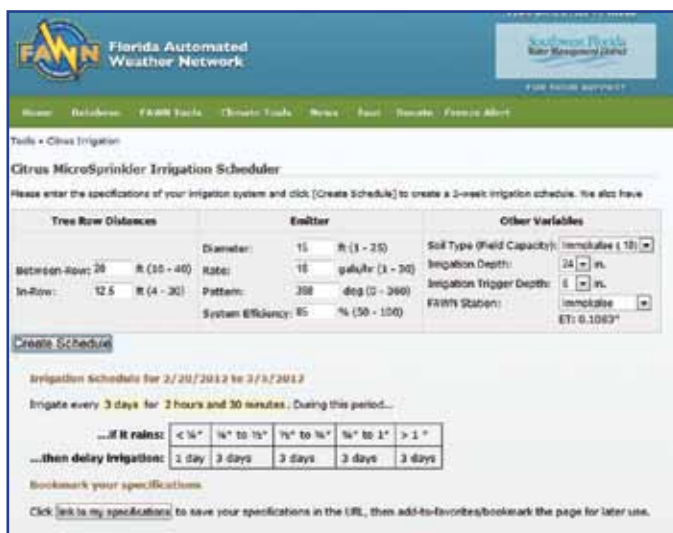 FAWN Florida Automated
Weather Network
Southwest Florida
Water Management District
FOR YOUR SUPPORT
Home Database FAWN Tools Climate Tools News Donate Freeze Alert
Tools • Citrus Irrigation
Citrus MicroSprinkler Irrigation Scheduler
Please enter the specifications of your irrigation system and click [Create Schedule] to create a 2-week irrigation schedule. We also have
Tree Row Distances Emitter Other Variables
Diameter: 15 ft (1 - 25) Soil Type (Field Capacity): Immokalee (.10)
Between-Row: 20 ft (10 - 40) Rate: 10 gals/hr (1 - 30) Irrigation Depth: 24 in.
In-Row: 12.5 ft (4 - 30) Pattern: deg (0 - 360) Irrigation Trigger Depth: 6 in.
System Efficiency: 85 % (50 - 100) FAWN Station: Immokalee
ET: 0.1083"
Create Schedule
Irrigation Schedule for 2/20/2012 to 3/5/2012
Irrigate every 3 days for 2 hours and 30 minutes. During this period...
...if it rains: < ¼" ¼" to ½" ½" to ¾" ¾" to 1" > 1 "
...then delay irrigation: 1 day 3 days 3 days 3 days 3 days
Bookmark your specifications
Click link to my specifications to save your specifications in the URL, then add-to-favorites/bookmark the page for later use.